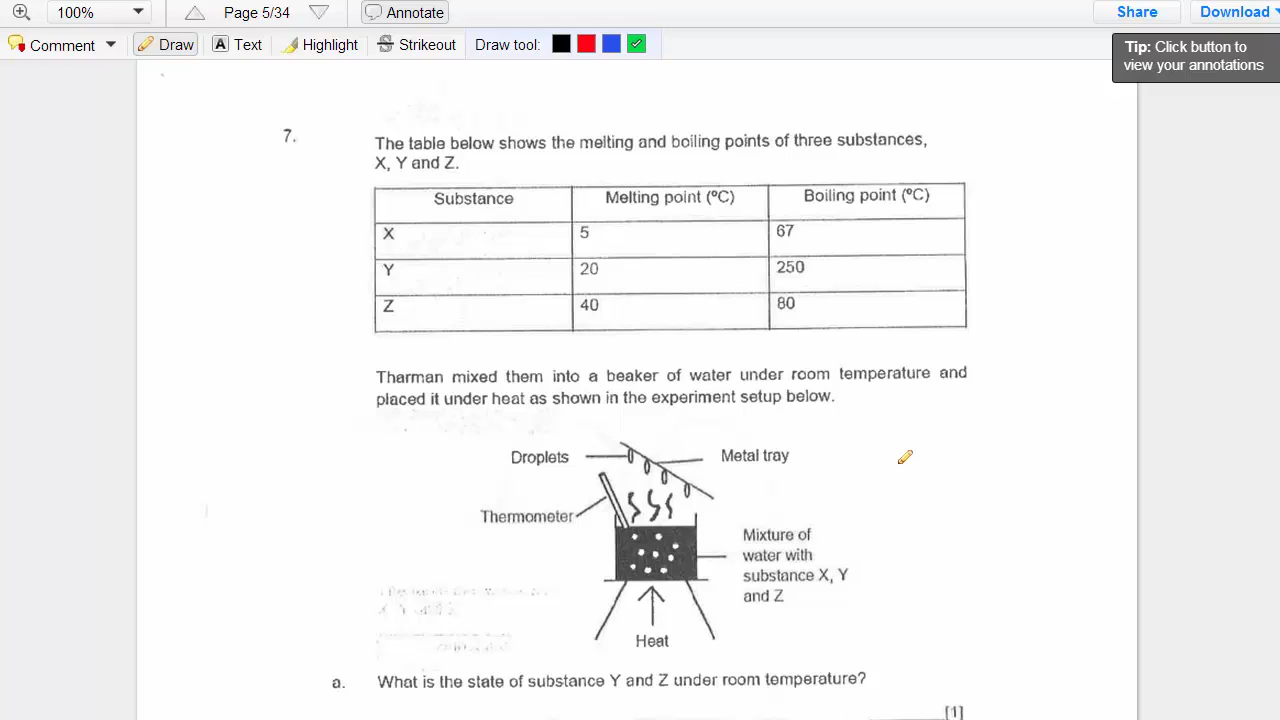 100%
Page 5/34
Annotate
Share
Download
Comment
Draw
Text
Highlight
Strikeout
Draw tool:
Tip: Click button to
view your annotations
7.
The table below shows the melting and boiling points of three substances,
X, Y and Z.
Substance Melting point (ºC) Boiling point (ºC)
X 5 67
Y 20 250
Z 40 80
Tharman mixed them into a beaker of water under room temperature and
placed it under heat as shown in the experiment setup below.
Droplets
Metal tray
Thermometer
Mixture of
water with
substance X, Y
and Z
Heat
a. What is the state of substance Y and Z under room temperature?
[1]